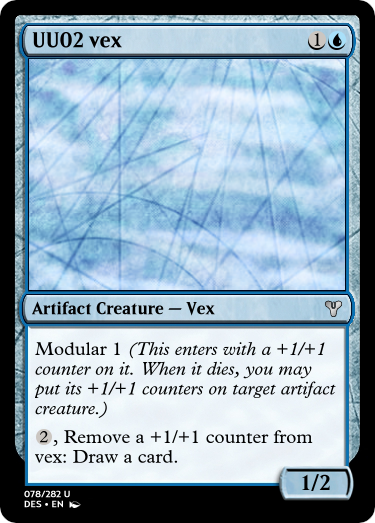 UU02 vex
1
Artifact Creature — Vex
Modular 1 (This enters with a +1/+1
counter on it. When it dies, you may
put its +1/+1 counters on target artifact
creature.)
2, Remove a +1/+1 counter from
vex: Draw a card.
1/2
078/282 U
DES • EN